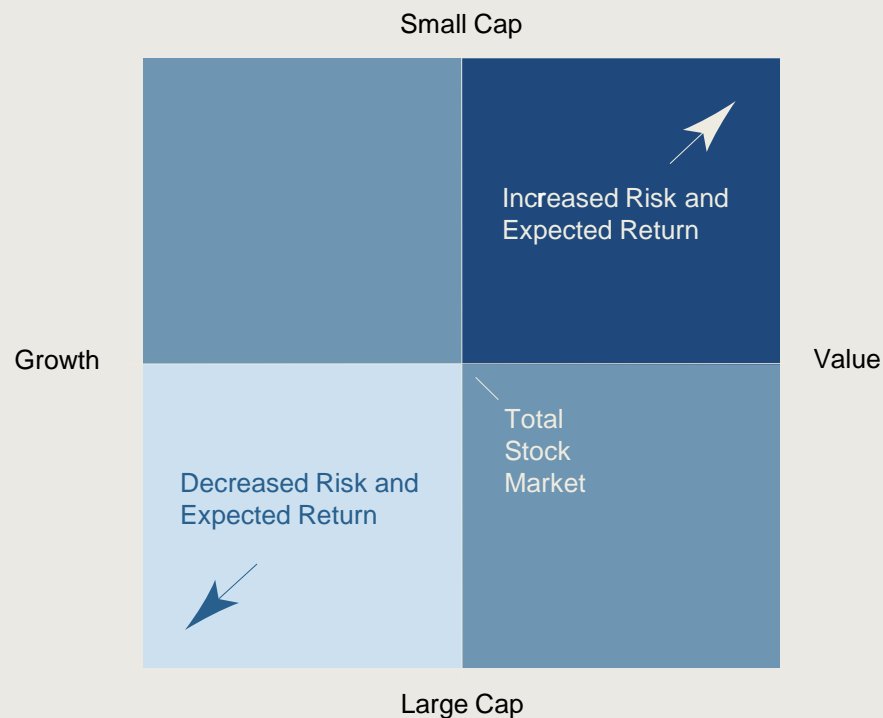 Small Cap
Increased Risk and
Expected Return
Growth
Value
Total
Stock
Market
Decreased Risk and
Expected Return
Large Cap